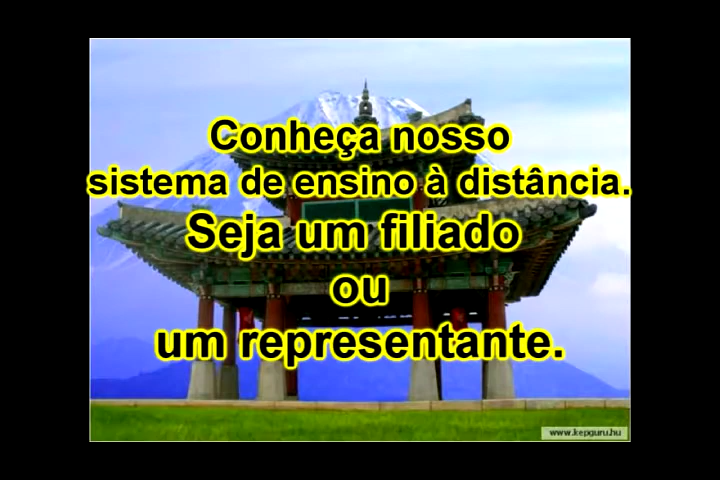 Conheça nosso
sistema de ensino à distância.
Seja um filiado
ou
um representante.
www.kepguru.hu